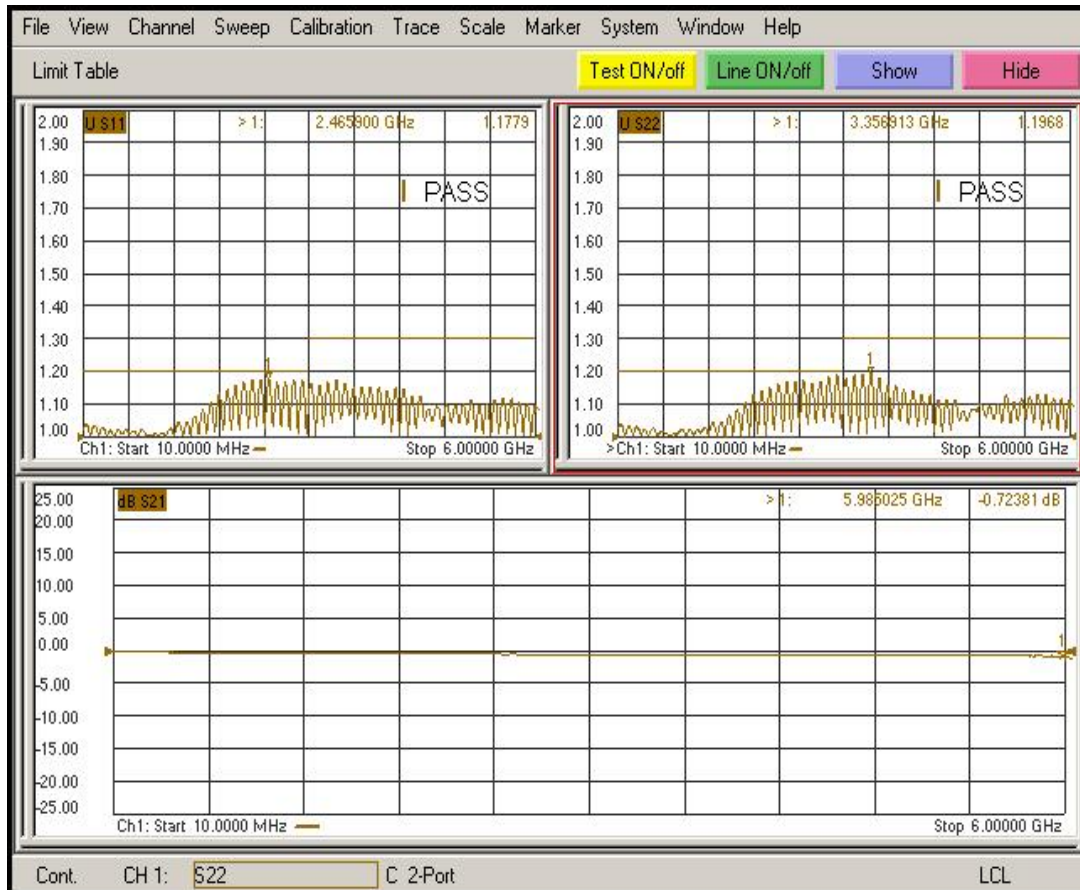 File View Channel Sweep Calibration Trace Scale Marker System Window Help
Limit Table Test ON/off Line ON/off Show Hide
2.00 U S11 > 1: 2.465900 GHz 1.1779
1.90
1.80
PASS
1.70
1.60
1.50
1.40
1.30
1.20
1
1.10
1.00
Ch1: Start 10.0000 MHz Stop 6.00000 GHz
2.00 U S22 > 1: 3.356913 GHz 1.1968
1.90
1.80
PASS
1.70
1.60
1.50
1.40
1.30
1
1.20
1.10
1.00
>Ch1: Start 10.0000 MHz Stop 6.00000 GHz
25.00 dB S21 > 1: 5.985025 GHz -0.72381 dB
20.00
15.00
10.00
5.00
0.00 1
-5.00
-10.00
-15.00
-20.00
-25.00
Ch1: Start 10.0000 MHz Stop 6.00000 GHz
Cont. CH 1: S22 C 2-Port LCL